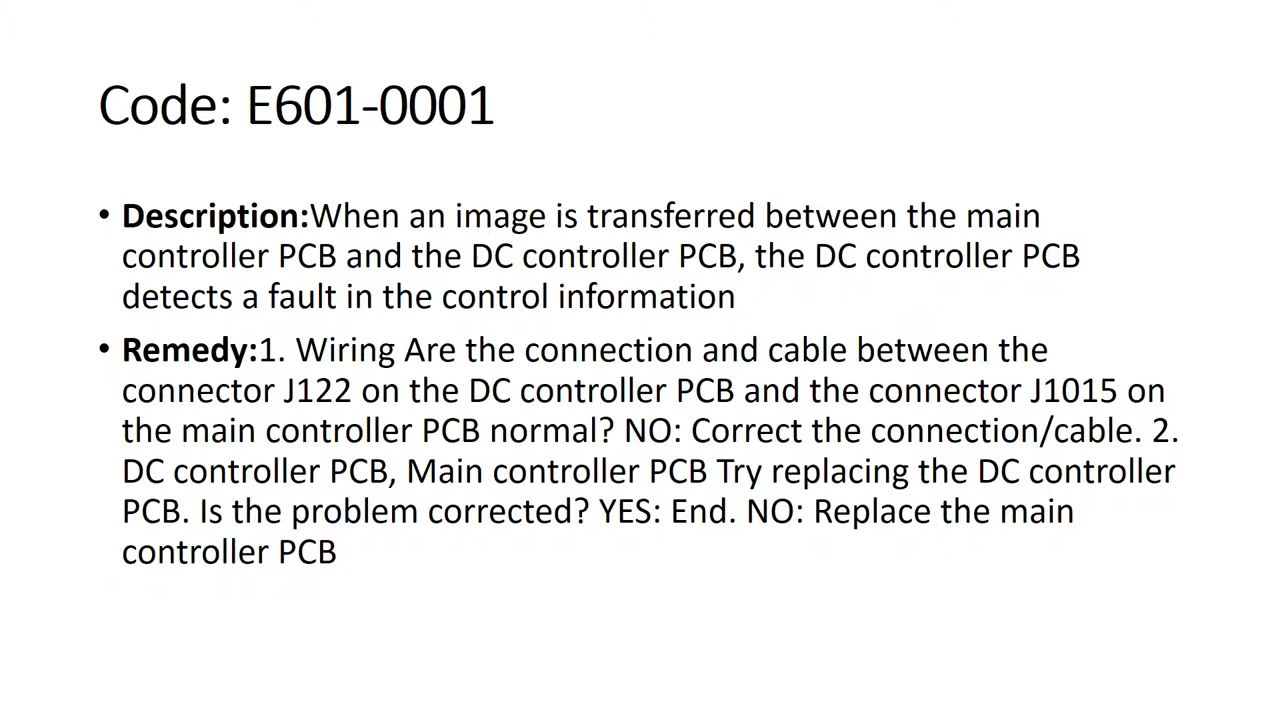 Code: E601-0001
• Description:When an image is transferred between the main
controller PCB and the DC controller PCB, the DC controller PCB
detects a fault in the control information
• Remedy:1. Wiring Are the connection and cable between the
connector J122 on the DC controller PCB and the connector J1015 on
the main controller PCB normal? NO: Correct the connection/cable. 2.
DC controller PCB, Main controller PCB Try replacing the DC controller
PCB. Is the problem corrected? YES: End. NO: Replace the main
controller PCB